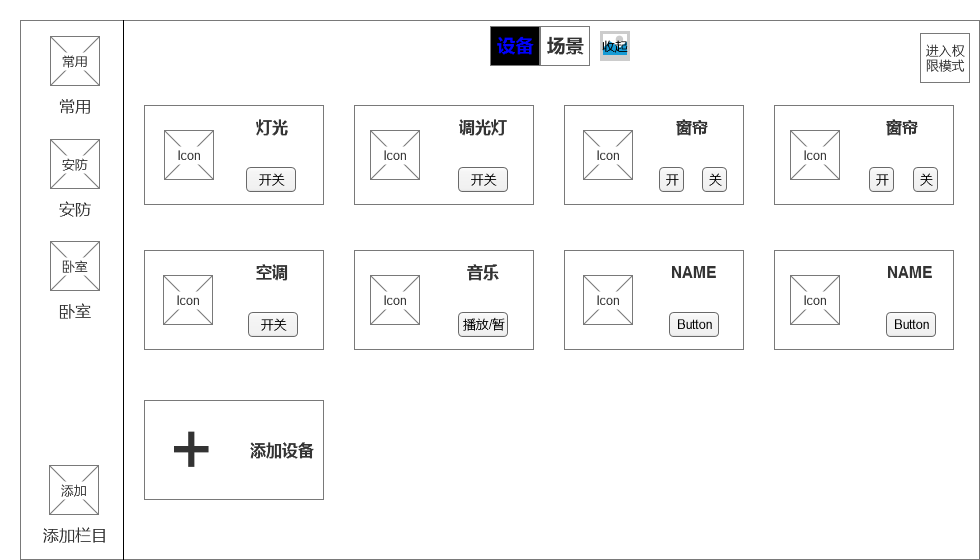 设备 场景 收起
进入权
限模式
常用
常用
安防
安防
卧室
卧室
添加
添加栏目
灯光
Icon
开关
调光灯
Icon
开关
窗帘
Icon
开 关
窗帘
Icon
开 关
空调
Icon
开关
音乐
Icon
播放/暂
NAME
Icon
Button
NAME
Icon
Button
添加设备